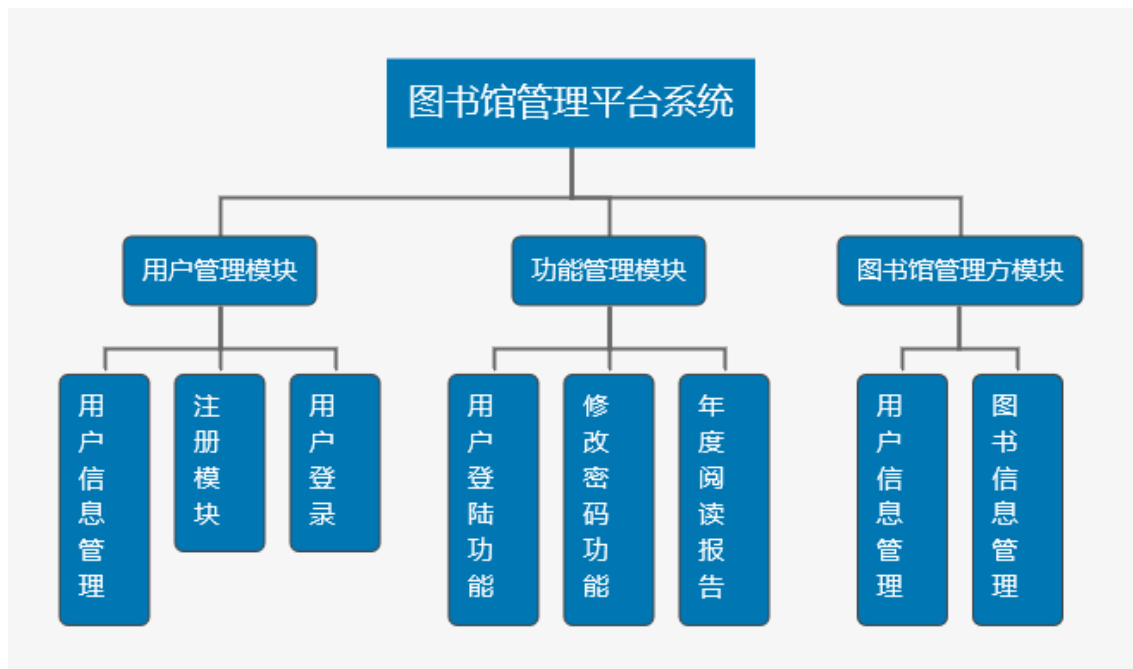 图书馆管理平台系统
用户管理模块
功能管理模块
图书馆管理方模块
用户信息管理
注册模块
用户登录
用户登陆功能
修改密码功能
年度阅读报告
用户信息管理
图书信息管理